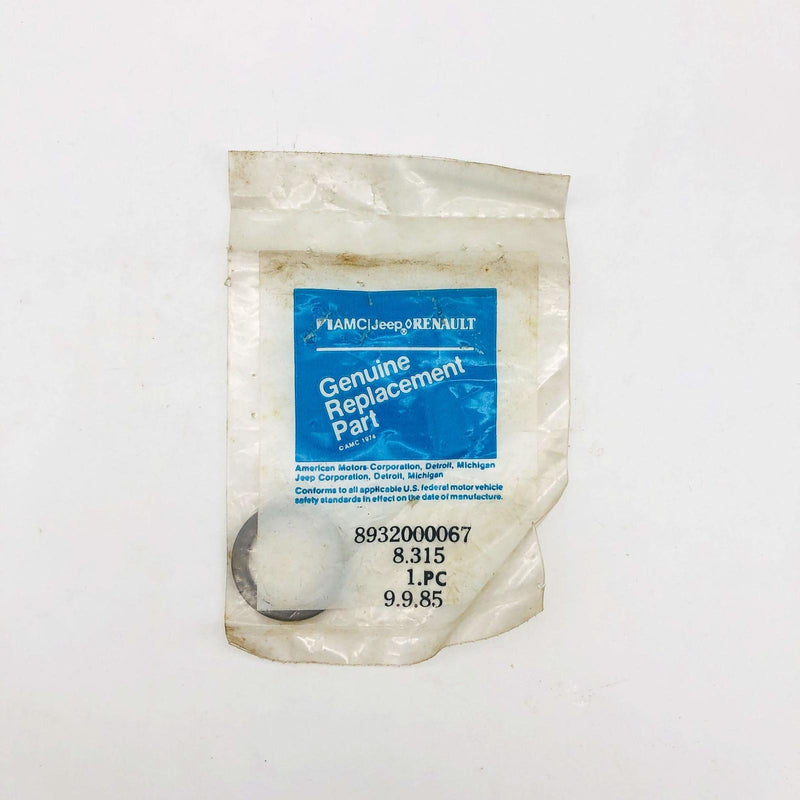 AMC|Jeep®◊RENAULT
Genuine
Replacement
Part
©AMC 1974
American Motors Corporation, Detroit, Michigan
Jeep Corporation, Detroit, Michigan
Conforms to all applicable U.S. federal motor vehicle
safety standards in effect on the date of manufacture.
8932000067
8.315
1.PC
9.9.85